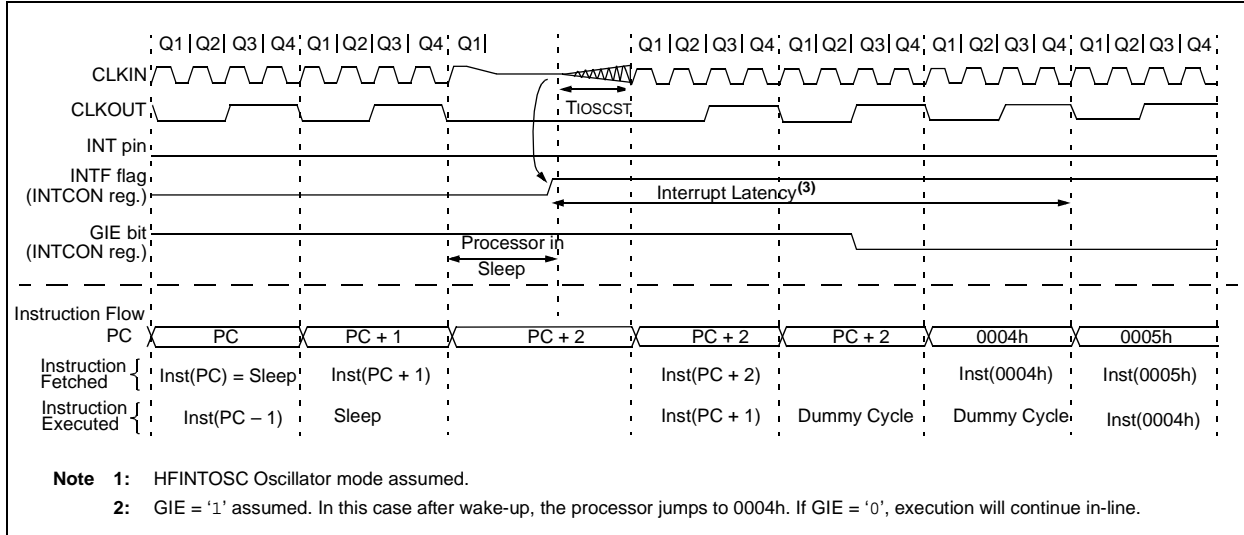 Q1 Q2 Q3 Q4 Q1 Q2 Q3 Q4 Q1 Q1 Q2 Q3 Q4 Q1 Q2 Q3 Q4 Q1 Q2 Q3 Q4 Q1 Q2 Q3 Q4
CLKIN
TIOSCST
CLKOUT
INT pin
INTF flag
(INTCON reg.)
Interrupt Latency(3)
GIE bit
(INTCON reg.)
Processor in
Sleep
Instruction Flow
PC PC PC + 1 PC + 2 PC + 2 PC + 2 0004h 0005h
Instruction
Fetched
Inst(PC) = Sleep Inst(PC + 1) Inst(PC + 2) Inst(0004h) Inst(0005h)
Instruction
Executed
Inst(PC – 1) Sleep Inst(PC + 1) Dummy Cycle Dummy Cycle Inst(0004h)
Note 1: HFINTOSC Oscillator mode assumed.
2: GIE = '1' assumed. In this case after wake-up, the processor jumps to 0004h. If GIE = '0', execution will continue in-line.